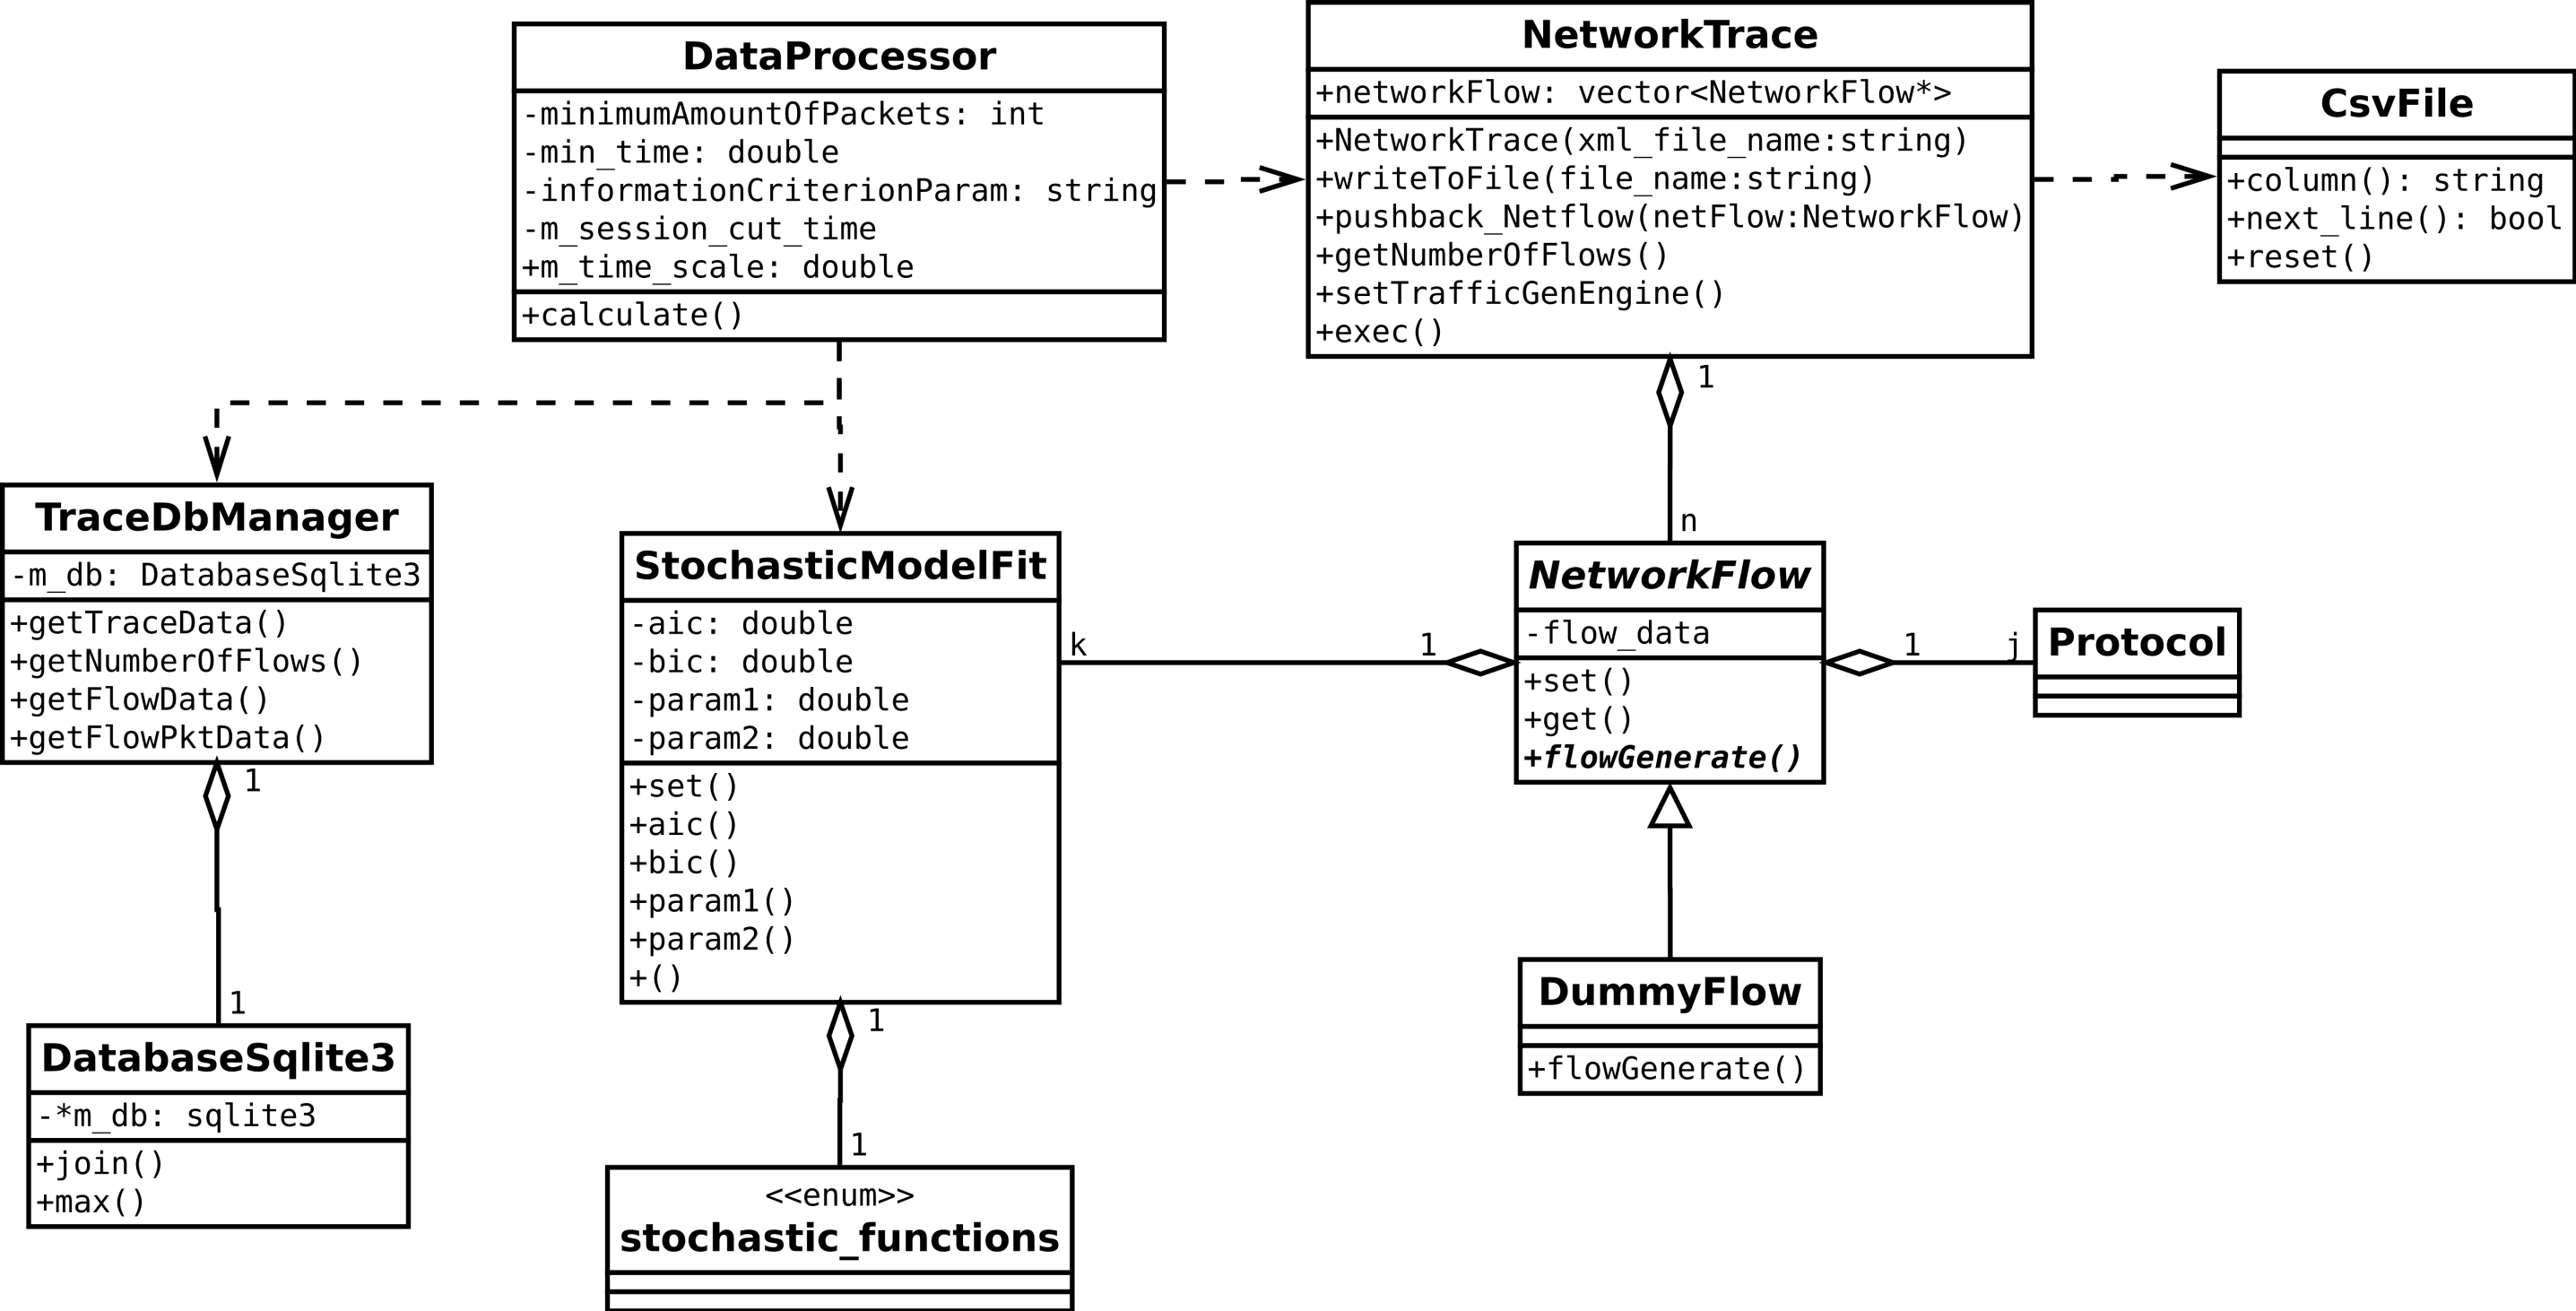 DataProcessor
-minimumAmountOfPackets: int
-min_time: double
-informationCriterionParam: string
-m_session_cut_time
+m_time_scale: double
+calculate()
NetworkTrace
+networkFlow: vector<NetworkFlow*>
+NetworkTrace(xml_file_name:string)
+writeToFile(file_name:string)
+pushback_Netflow(netFlow:NetworkFlow)
+getNumberOfFlows()
+setTrafficGenEngine()
+exec()
CsvFile
+column(): string
+next_line(): bool
+reset()
1
n
TraceDbManager
-m_db: DatabaseSqlite3
+getTraceData()
+getNumberOfFlows()
+getFlowData()
+getFlowPktData()
1
1
StochasticModelFit
-aic: double
-bic: double
-param1: double
-param2: double
+set()
+aic()
+bic()
+param1()
+param2()
+()
k
1
NetworkFlow
-flow_data
+set()
+get()
+flowGenerate()
1
j
Protocol
DatabaseSqlite3
-*m_db: sqlite3
+join()
+max()
1
1
<<enum>>
stochastic_functions
DummyFlow
+flowGenerate()